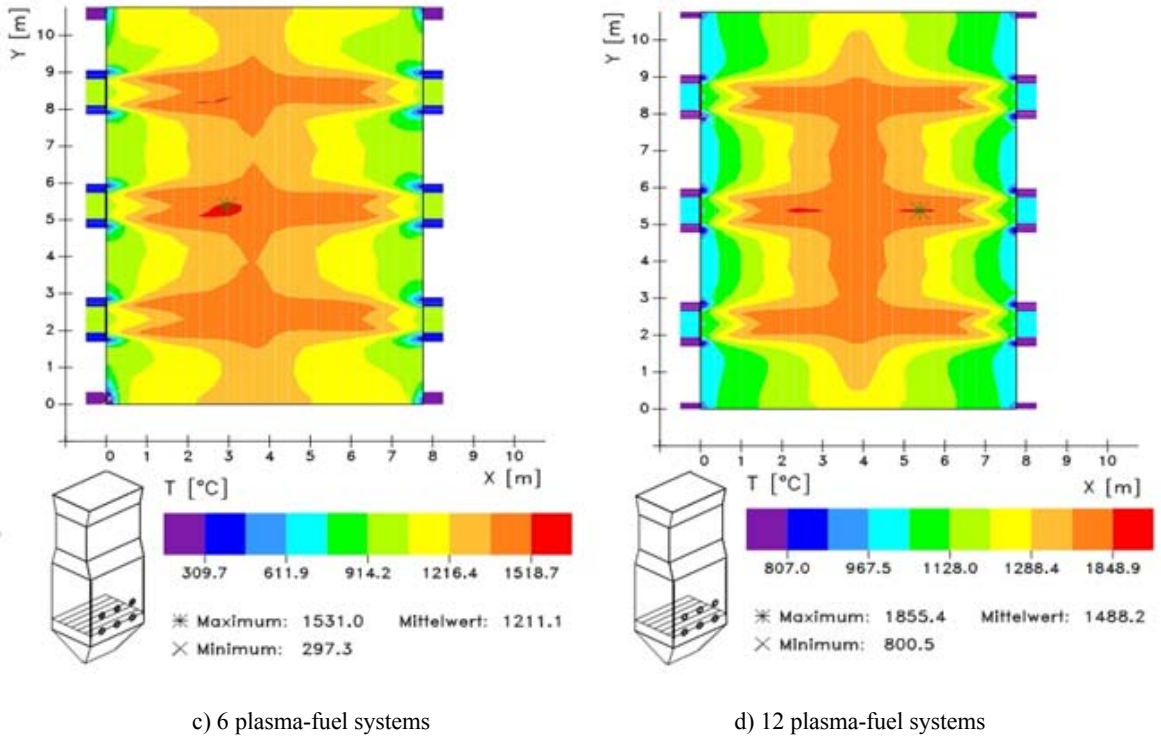 Y [m]
10
9
8
7
6
5
4
3
2
1
0
0 1 2 3 4 5 6 7 8 9 10
X [m]
T [°C]
309.7 611.9 914.2 1216.4 1518.7
Maximum: 1531.0 Mittelwert: 1211.1
Minimum: 297.3
c) 6 plasma-fuel systems
Y [m]
10
9
8
7
6
5
4
3
2
1
0
0 1 2 3 4 5 6 7 8 9 10
T [°C] X [m]
807.0 967.5 1128.0 1288.4 1848.9
Maximum: 1855.4 Mittelwert: 1488.2
Minimum: 800.5
d) 12 plasma-fuel systems